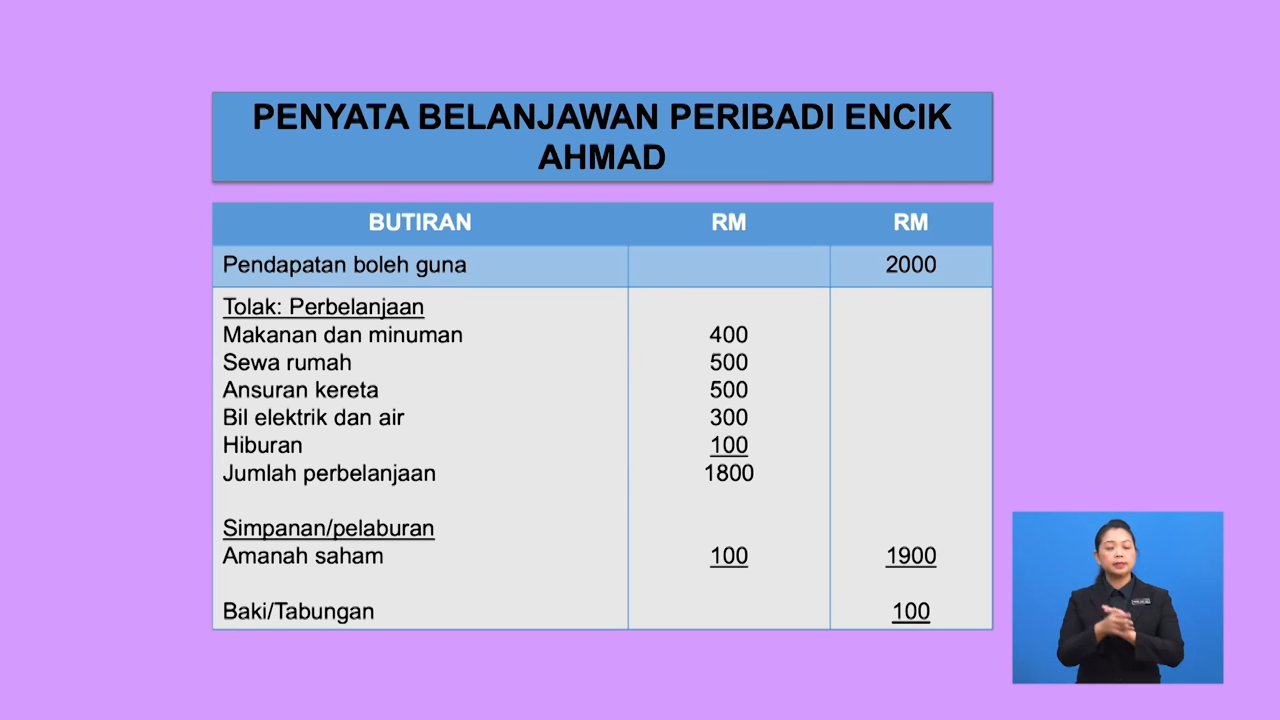 PENYATA BELANJAWAN PERIBADI ENCIK
AHMAD
BUTIRAN RM RM
Pendapatan boleh guna 2000
Tolak: Perbelanjaan
Makanan dan minuman 400
Sewa rumah 500
Ansuran kereta 500
Bil elektrik dan air 300
Hiburan 100
Jumlah perbelanjaan 1800
Simpanan/pelaburan
Amanah saham 100 1900
Baki/Tabungan 100